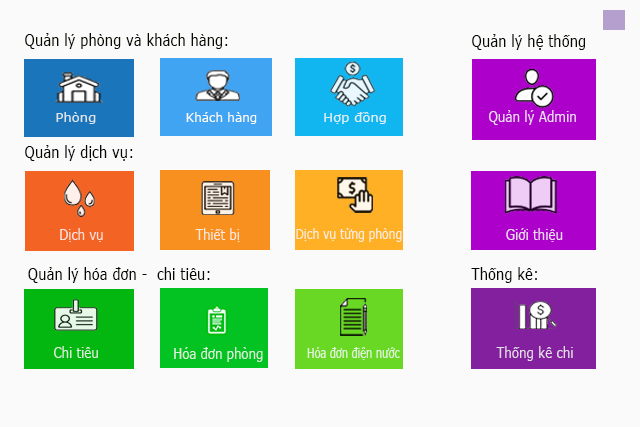 Quản lý phòng và khách hàng:
Quản lý hệ thống
Phòng
Khách hàng
Hợp đồng
Quản lý Admin
Quản lý dịch vụ:
Dịch vụ
Thiết bị
Dịch vụ từng phòng
Giới thiệu
Quản lý hóa đơn - chi tiêu:
Thống kê:
Chi tiêu
Hóa đơn phòng
Hóa đơn điện nước
Thống kê chi